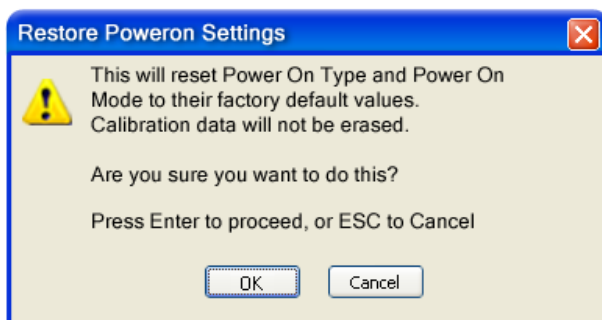 Restore Poweron Settings
This will reset Power On Type and Power On
Mode to their factory default values.
Calibration data will not be erased.
Are you sure you want to do this?
Press Enter to proceed, or ESC to Cancel
OK
Cancel